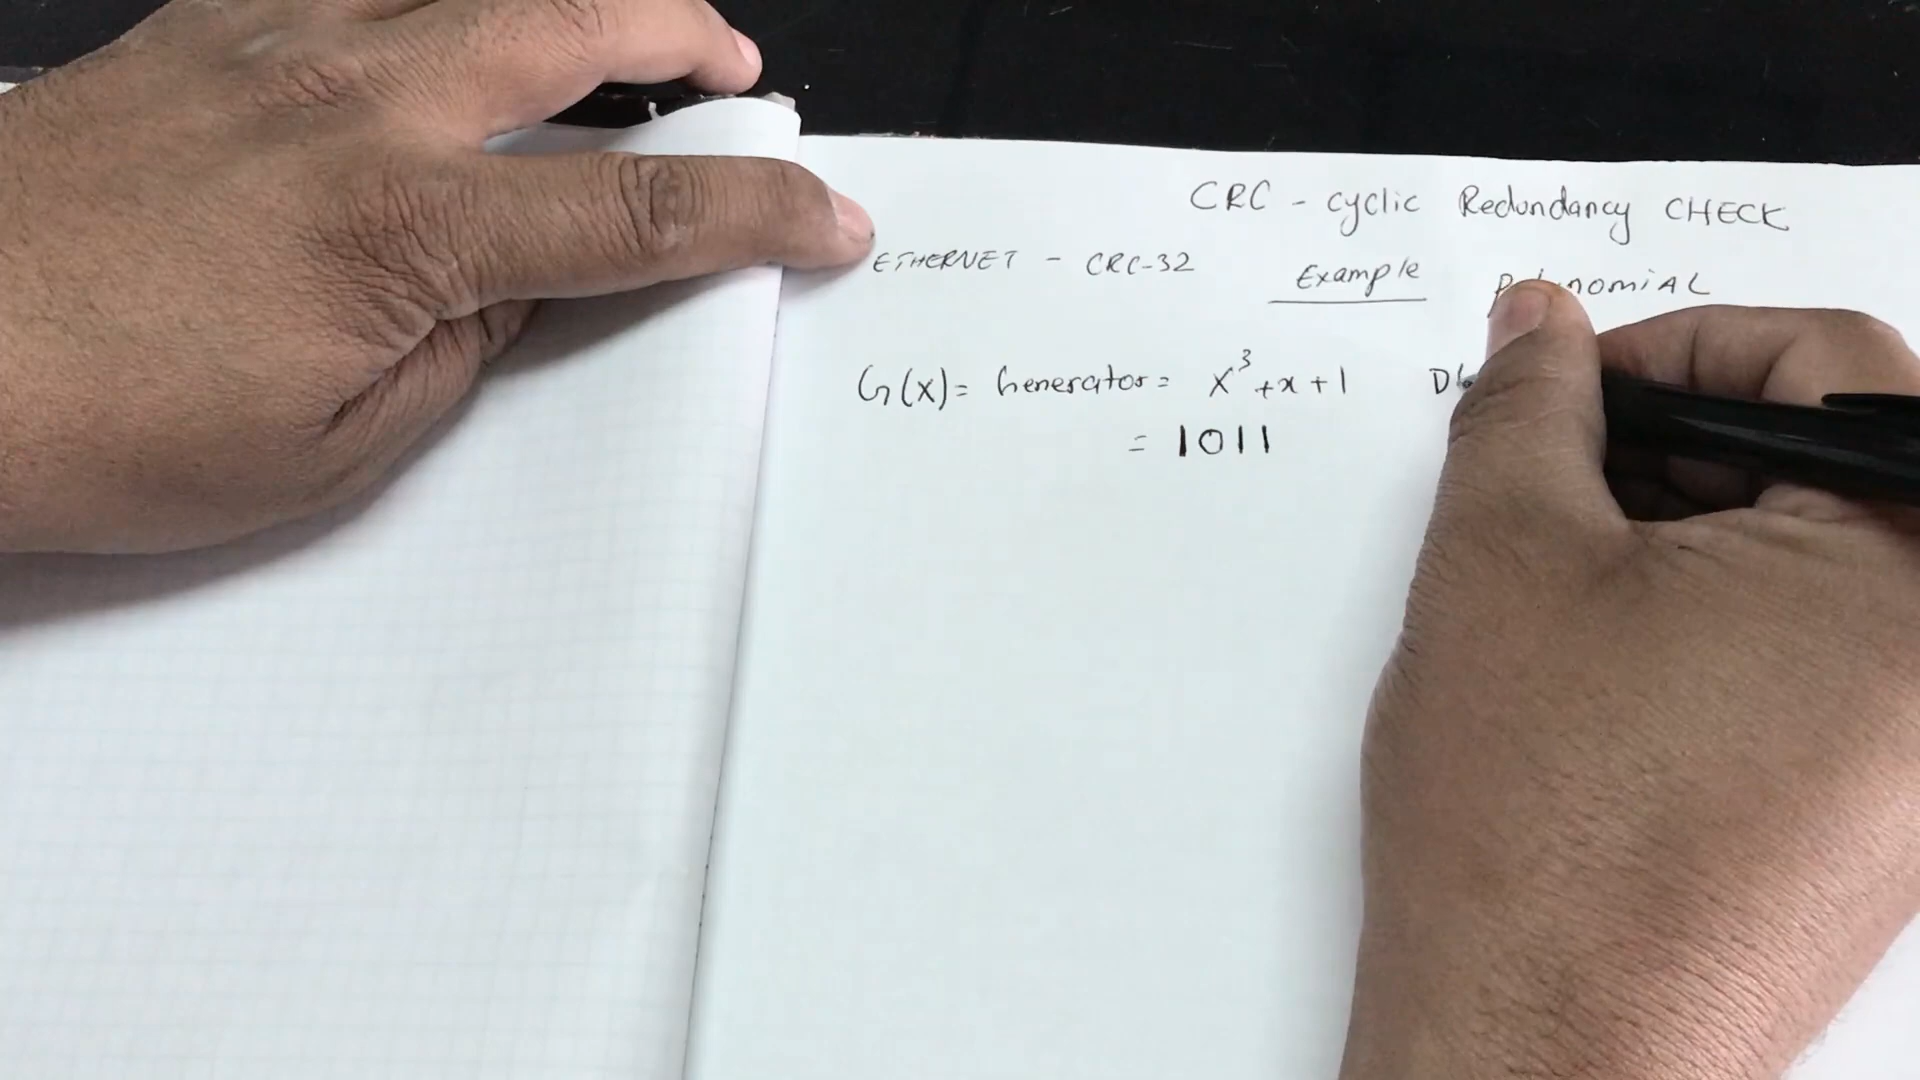 CRC - cyclic Redundancy CHECK
ETHERNET - CRC-32 Example
G(x) = Generator = x³+x+1
= 1011